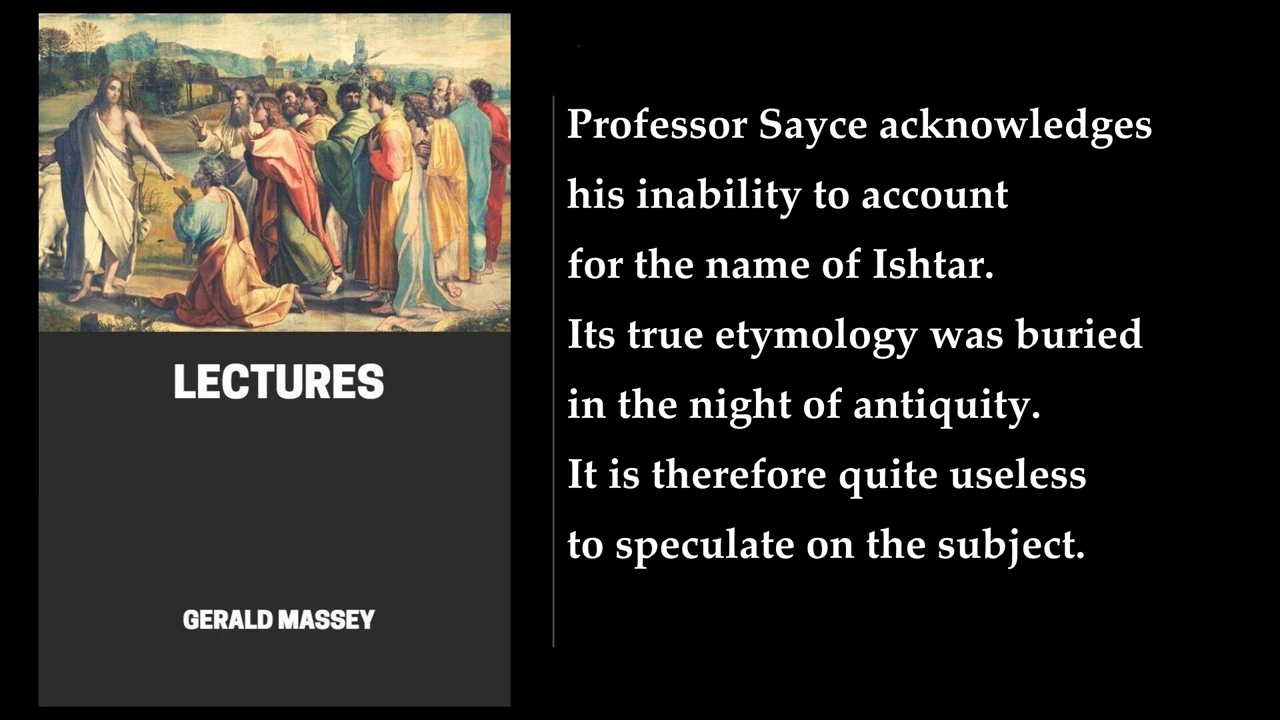 LECTURES
GERALD MASSEY
Professor Sayce acknowledges
his inability to account
for the name of Ishtar.
Its true etymology was buried
in the night of antiquity.
It is therefore quite useless
to speculate on the subject.